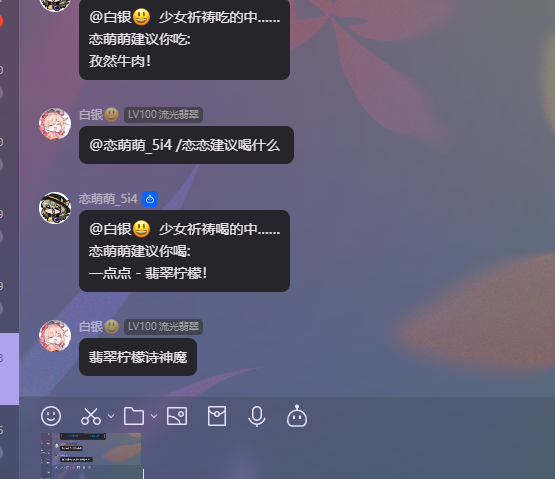 @白银😃 少女祈祷吃的中......
恋萌萌建议你吃:
孜然牛肉!
白银😃 LV100 流光翡翠
@恋萌萌_5i4 /恋恋建议喝什么
恋萌萌_5i4
@白银😃 少女祈祷喝的中......
恋萌萌建议你喝:
一点点 - 翡翠柠檬!
白银😃 LV100 流光翡翠
翡翠柠檬诗神魔